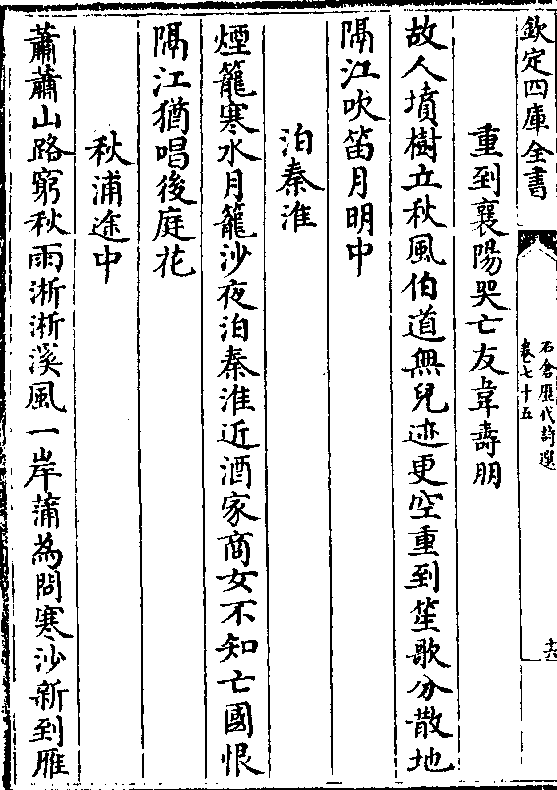 欽定四庫全書
石倉歷代詩選
卷七十五
十六
重到襄陽哭亡友韋壽朋
故人墳樹立秋風伯道無兒迹更空重到笙歌分散地
隔江吹笛月明中
泊秦淮
煙籠寒水月籠沙夜泊秦淮近酒家商女不知亡國恨
隔江猶唱後庭花
秋浦途中
蕭蕭山路窮秋雨淅淅溪風一岸蒲為問寒沙新到雁